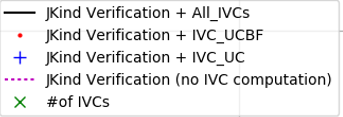 JKind Verification + All_IVCs
JKind Verification + IVC_UCBF
JKind Verification + IVC_UC
JKind Verification (no IVC computation)
#of IVCs